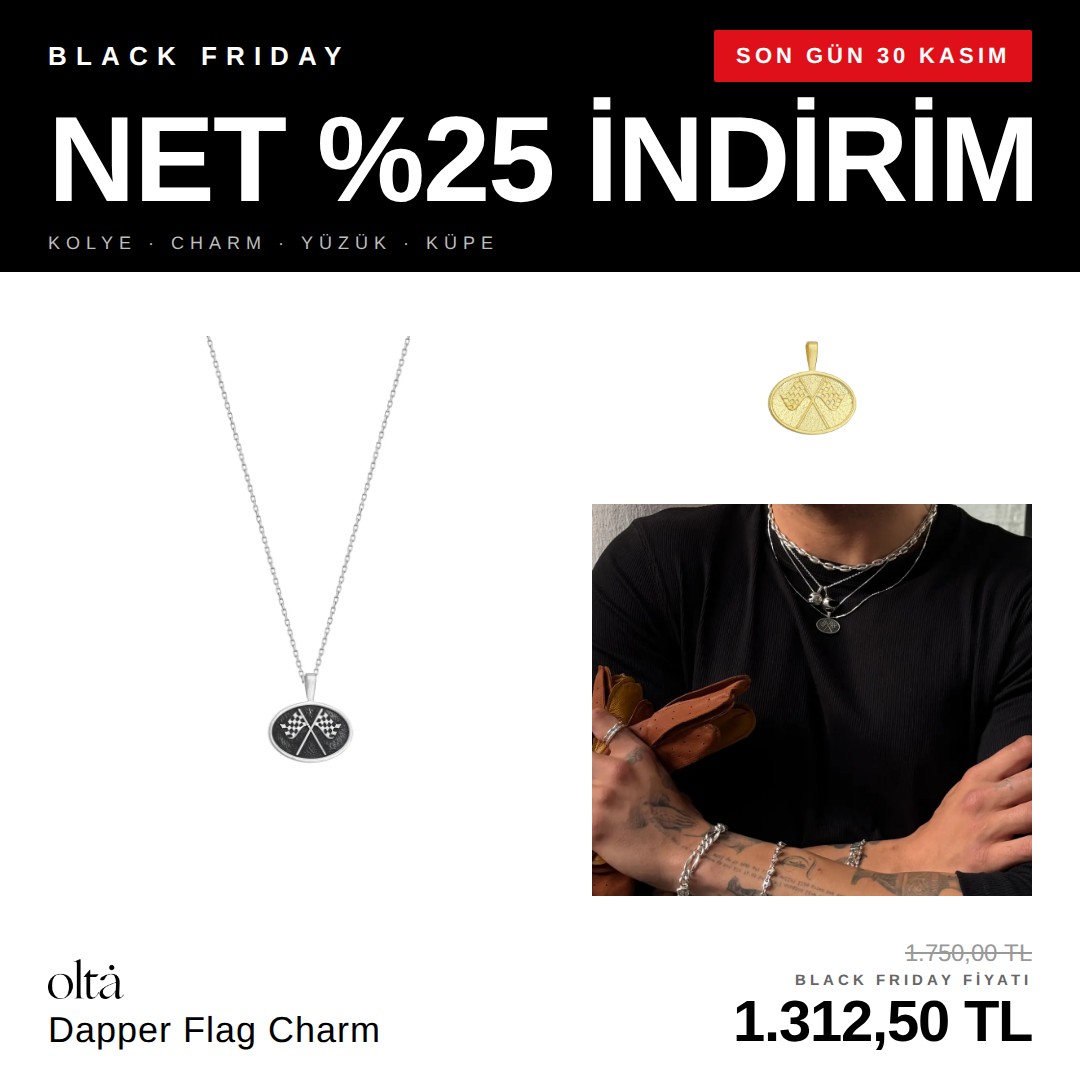 BLACK FRIDAY
SON GÜN 30 KASIM
NET %25 İNDİRİM
KOLYE · CHARM · YÜZÜK · KÜPE
olta
Dapper Flag Charm
1.750,00 TL
BLACK FRIDAY FİYATI
1.312,50 TL